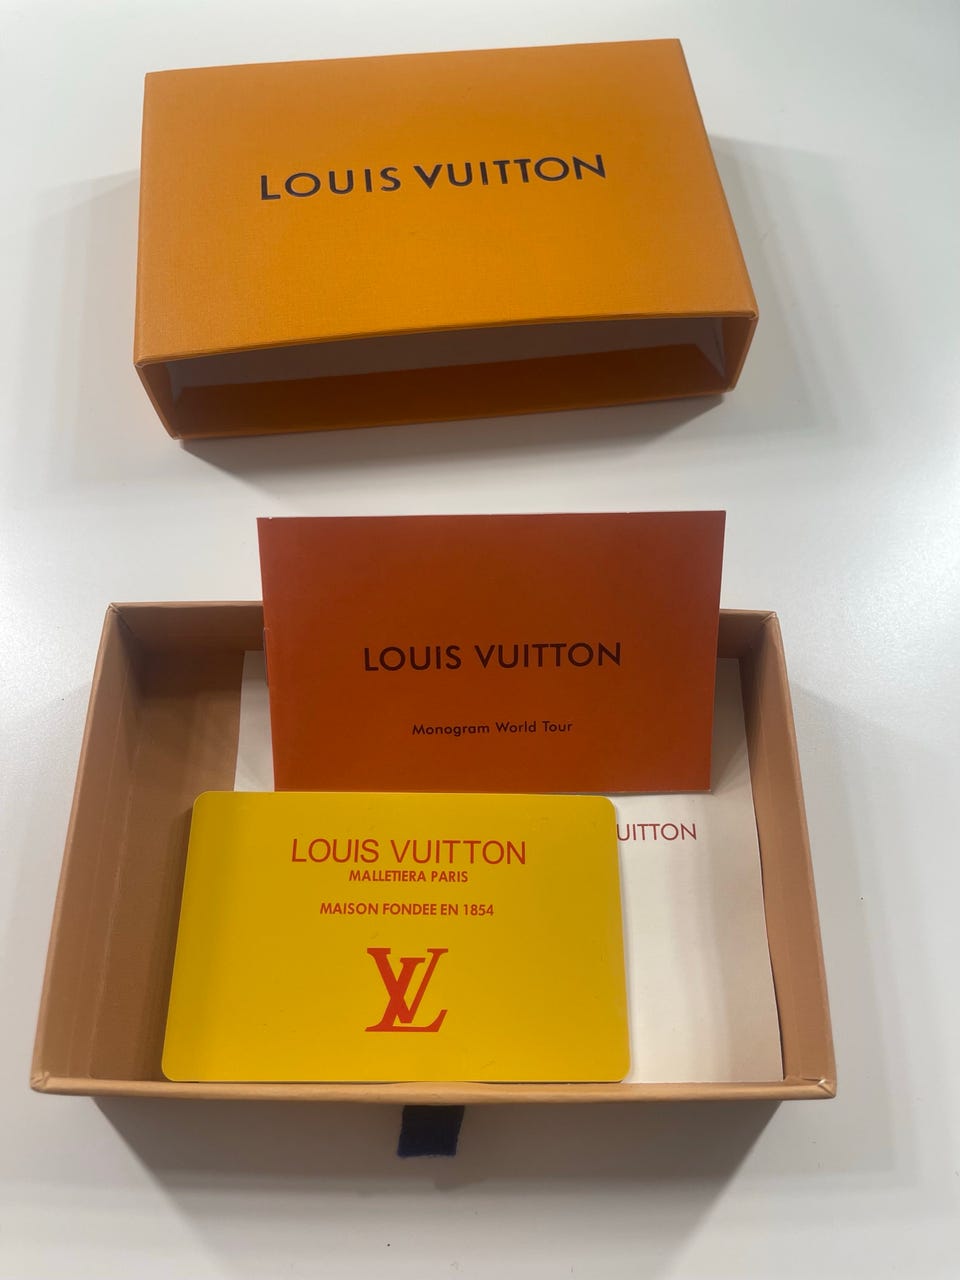 LOUIS VUITTON
LOUIS VUITTON
Monogram World Tour
UITTON
LOUIS VUITTON
MALLETIERA PARIS
MAISON FONDEE EN 1854
LV